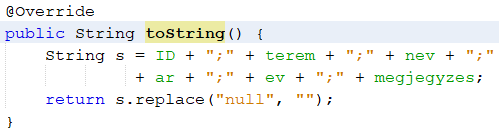 @Override
public String toString() {
String s = ID + ";" + terem + ";" + nev + ";"
+ ar + ";" + ev + ";" + megjegyzes;
return s.replace("null", "");
}